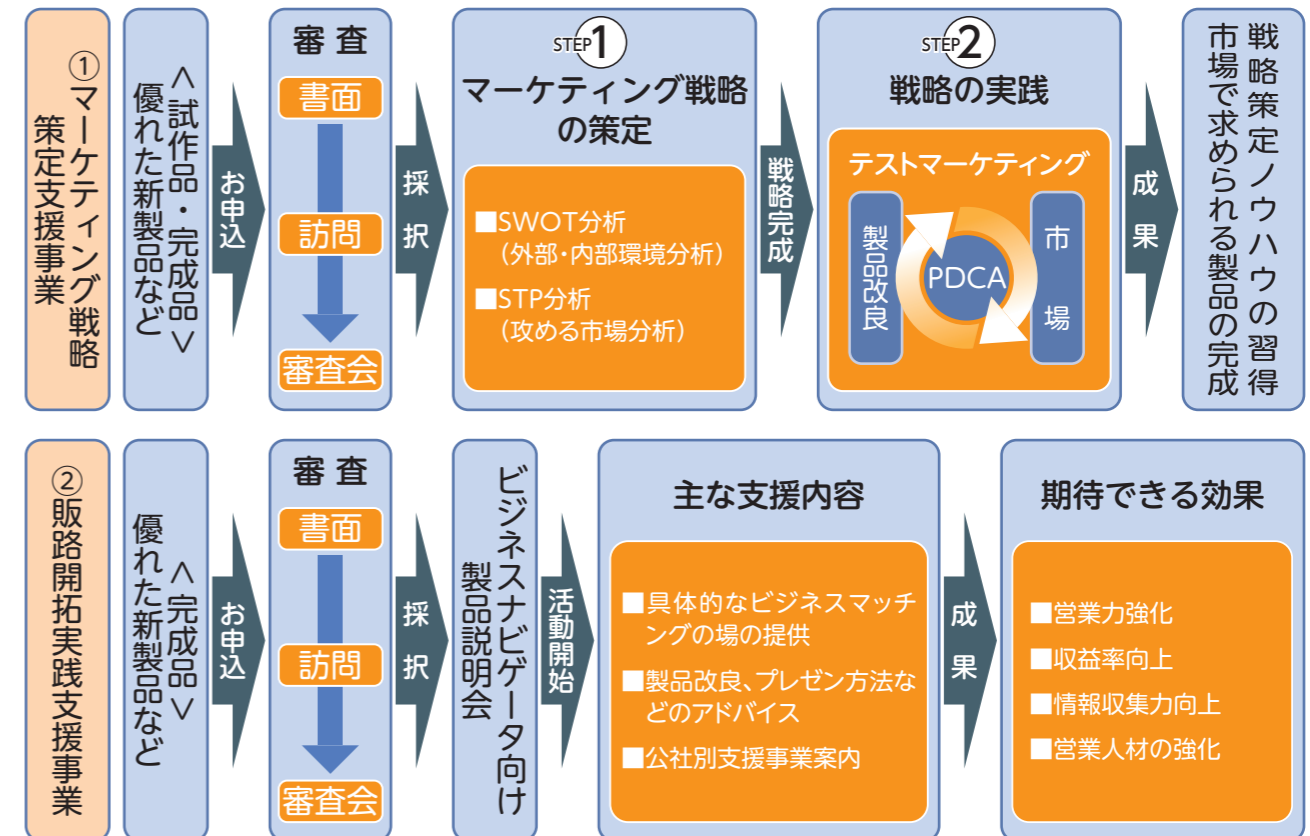 ①マーケティング戦略
策定支援事業
<試作品・完成品>
優れた新製品など
お申込
審査
書面
訪問
審査会
採択
STEP1
マーケティング戦略
の策定
■SWOT分析
（外部・内部環境分析）
■STP分析
（攻める市場分析）
戦略完成
STEP2
戦略の実践
テストマーケティング
製品改良
PDCA
市場
成果
戦略策定ノウハウの習得
市場で求められる製品の完成
②販路開拓実践支援事業
<完成品>
優れた新製品など
お申込
審査
書面
訪問
審査会
採択
ビジネスナビゲータ向け
製品説明会
活動開始
主な支援内容
■具体的なビジネスマッチ
ングの場の提供
■製品改良、プレゼン方法な
どのアドバイス
■公社別支援事業案内
成果
期待できる効果
■営業力強化
■収益率向上
■情報収集力向上
■営業人材の強化